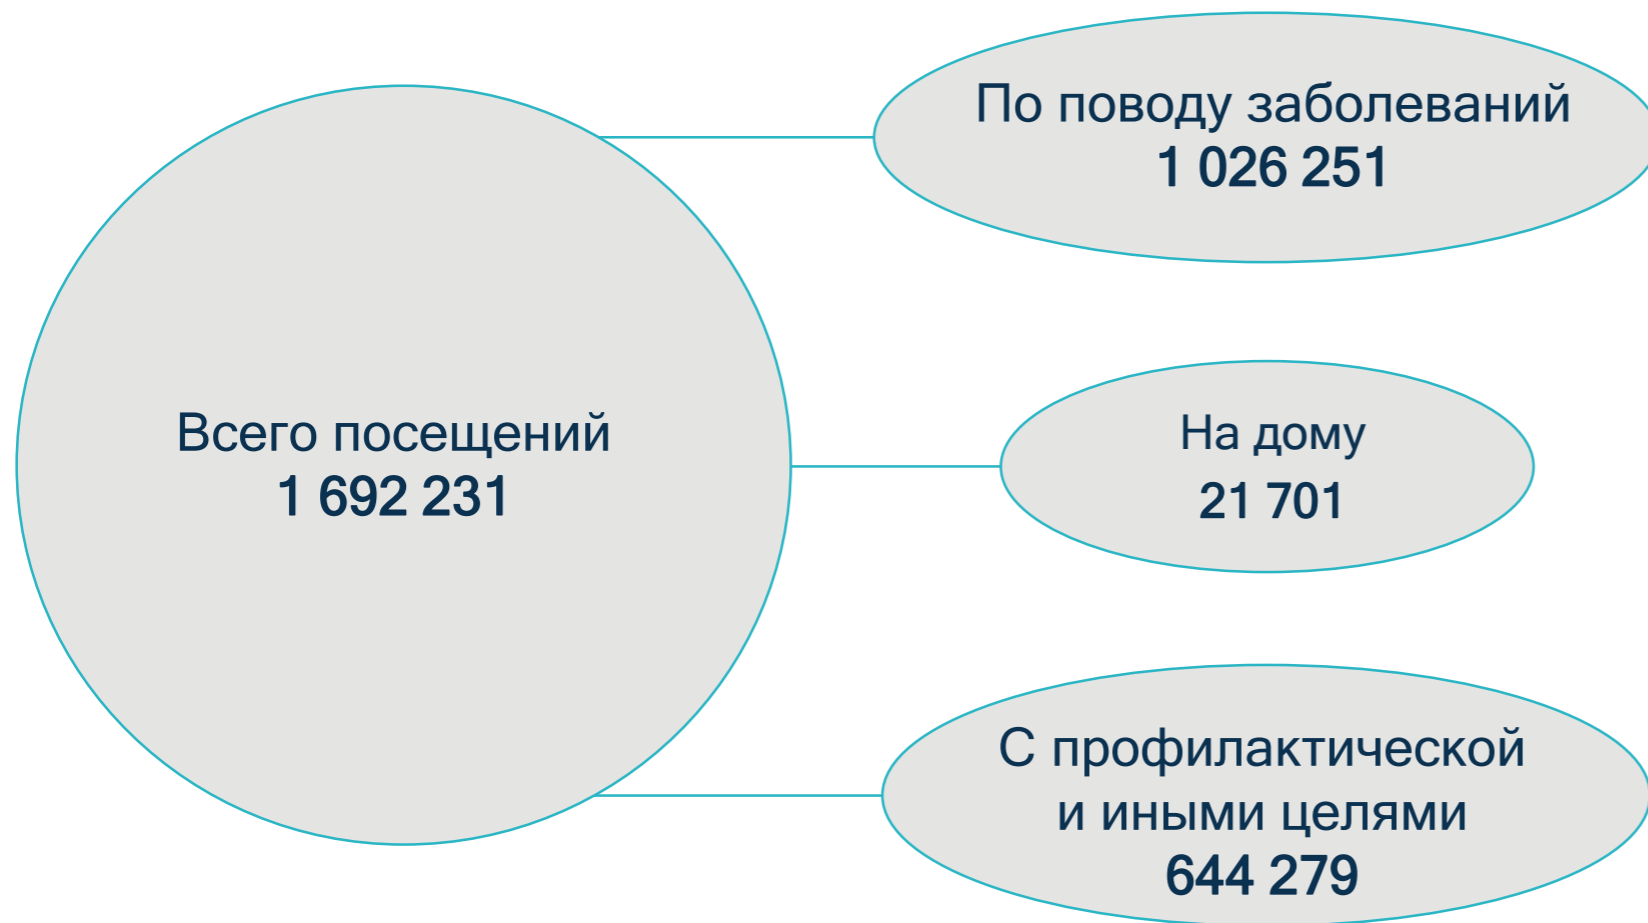 По поводу заболеваний
1 026 251
Всего посещений
1 692 231
На дому
21 701
С профилактической
и иными целями
644 279